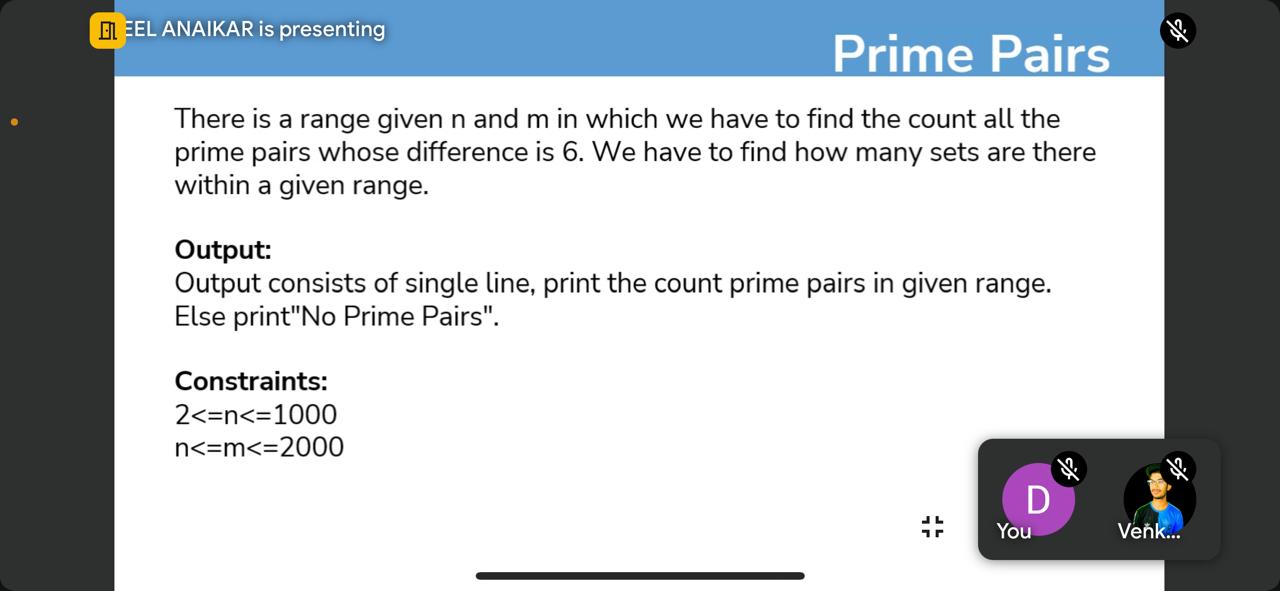 EEL ANAIKAR is presenting
Prime Pairs
There is a range given n and m in which we have to find the count all the
prime pairs whose difference is 6. We have to find how many sets are there
within a given range.
Output:
Output consists of single line, print the count prime pairs in given range.
Else print"No Prime Pairs".
Constraints:
2<=n<=1000
n<=m<=2000
D
You
Venk...